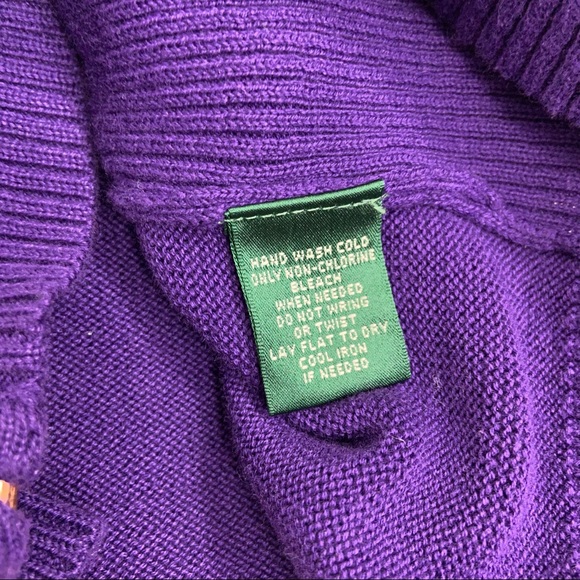 HAND WASH COLD
ONLY NON-CHLORINE
BLEACH
WHEN NEEDED
DO NOT WRING
OR TWIST
LAY FLAT TO DRY
COOL IRON
IF NEEDED